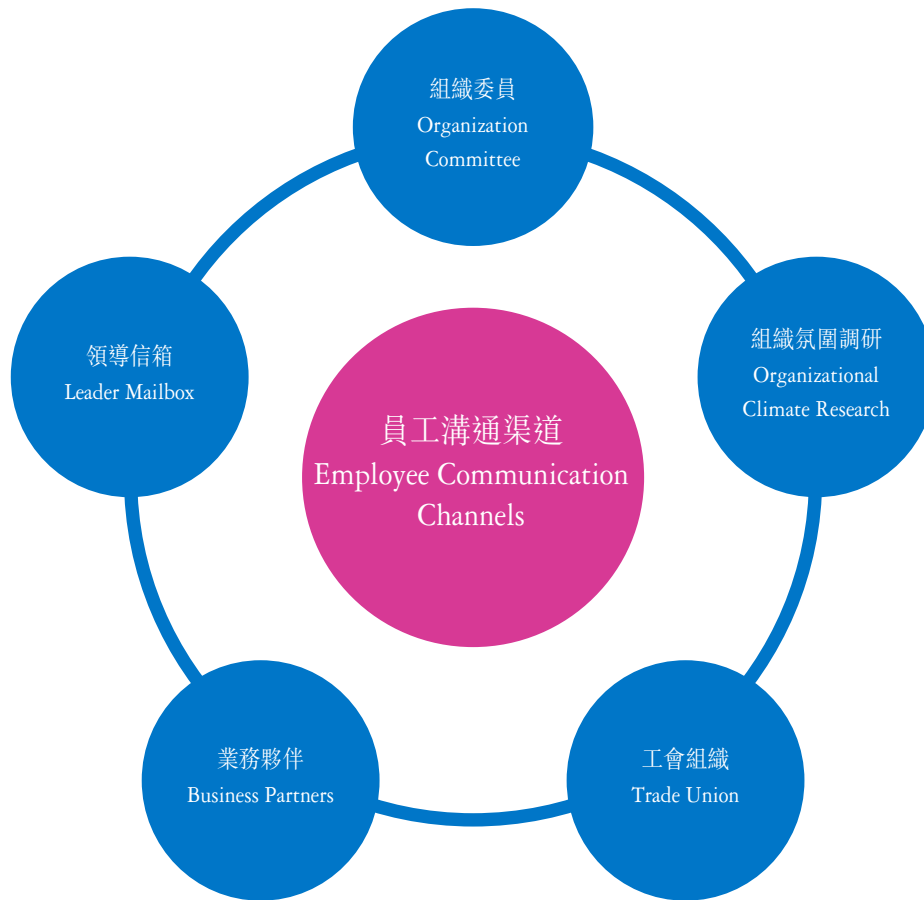 組織委員
Organization
Committee
領導信箱
Leader Mailbox
組織氛圍調研
Organizational
Climate Research
員工溝通渠道
Employee Communication
Channels
業務夥伴
Business Partners
工會組織
Trade Union